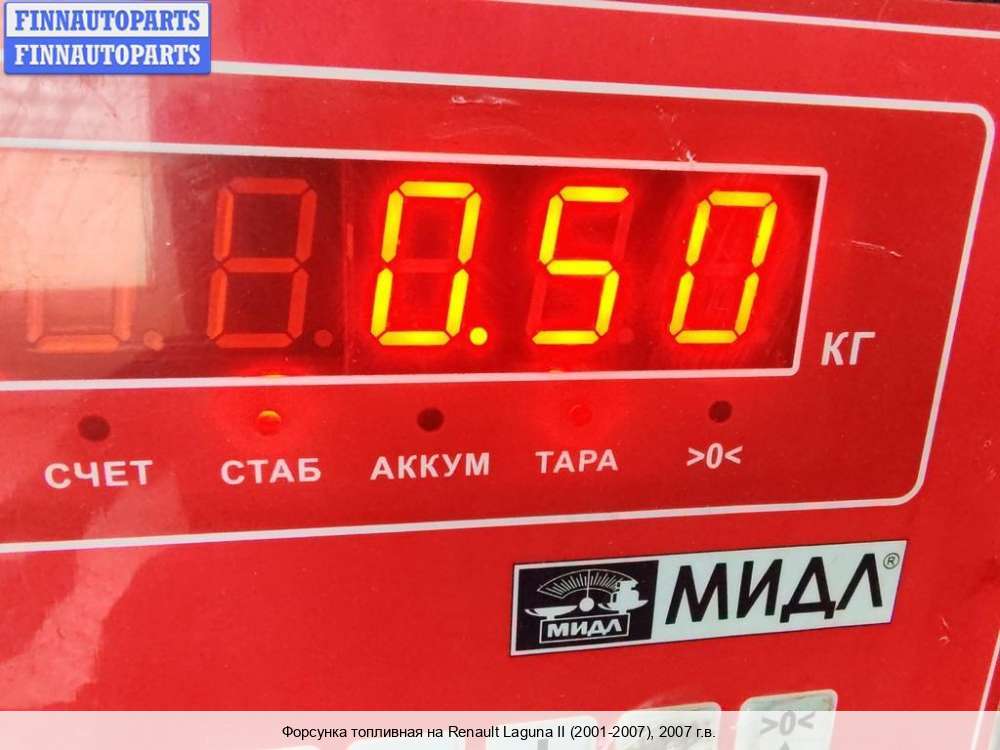 FINNAUTOPARTS
FINNAUTOPARTS
0.50
КГ
СЧЕТ СТАБ АККУМ ТАРА >0<
МИДЛ МИДЛ®
>0<
Форсунка топливная на Renault Laguna II (2001-2007), 2007 г.в.